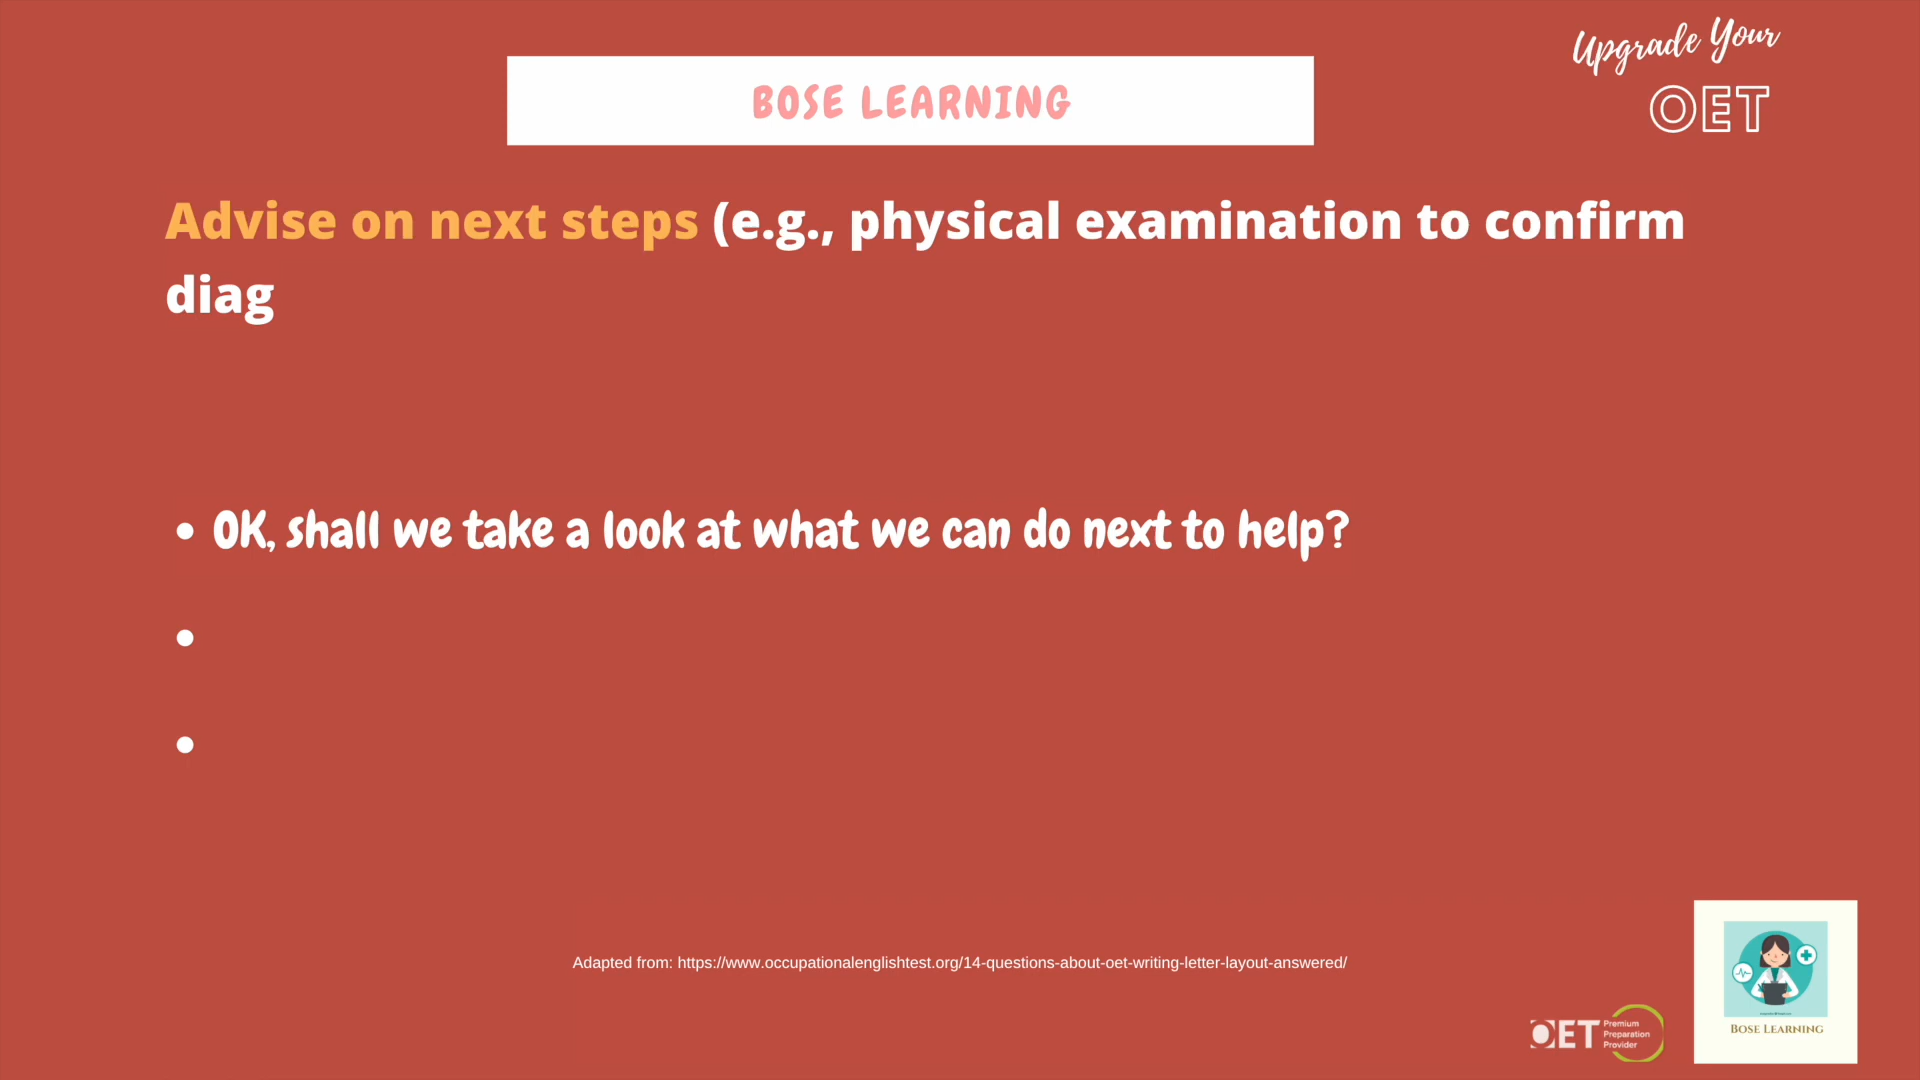 Upgrade Your
OET
BOSE LEARNING
Advise on next steps (e.g., physical examination to confirm
diag
• OK, shall we take a look at what we can do next to help?
•
•
Adapted from: https://www.occupationalenglishtest.org/14-questions-about-oet-writing-letter-layout-answered/
OET Premium
Preparation
Provider
BOSE LEARNING